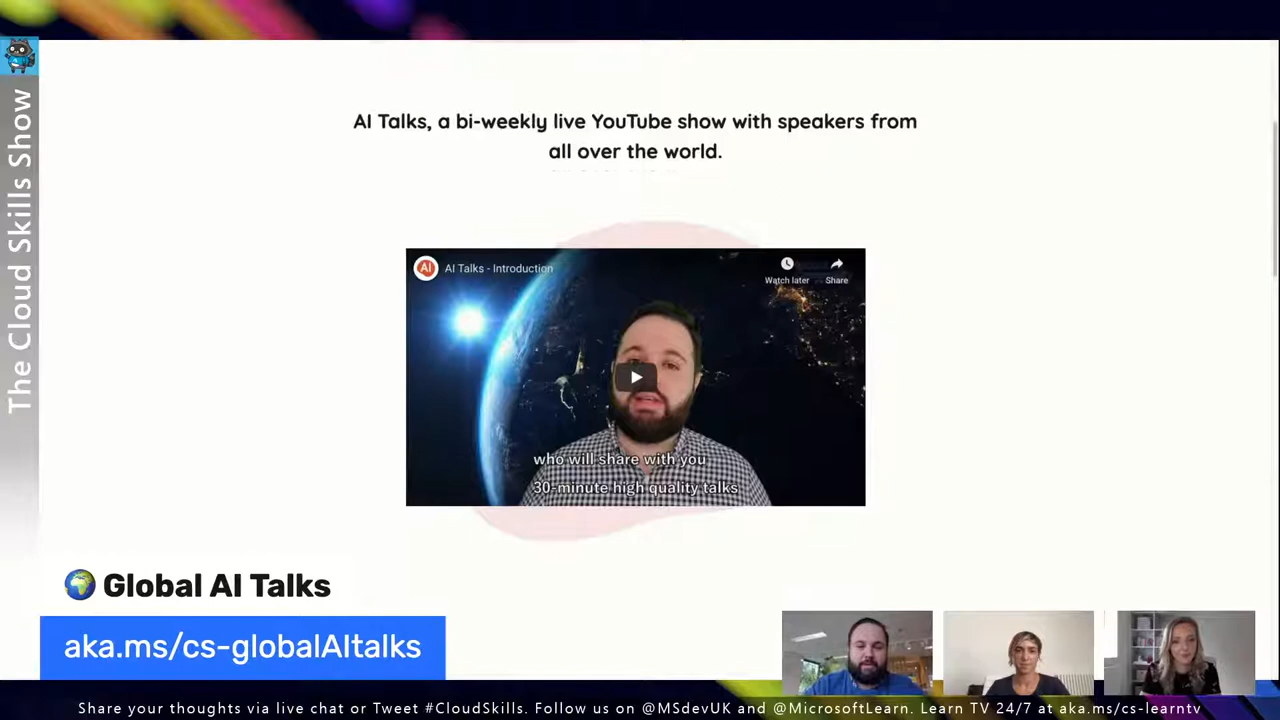 The Cloud Skills Show
AI Talks, a bi-weekly live YouTube show with speakers from
all over the world.
AI
AI Talks - Introduction
Watch later
Share
who will share with you
30-minute high quality talks
Global AI Talks
aka.ms/cs-globalAItalks
Share your thoughts via live chat or Tweet #CloudSkills. Follow us on @MSdevUK and @MicrosoftLearn. Learn TV 24/7 at aka.ms/cs-learntv